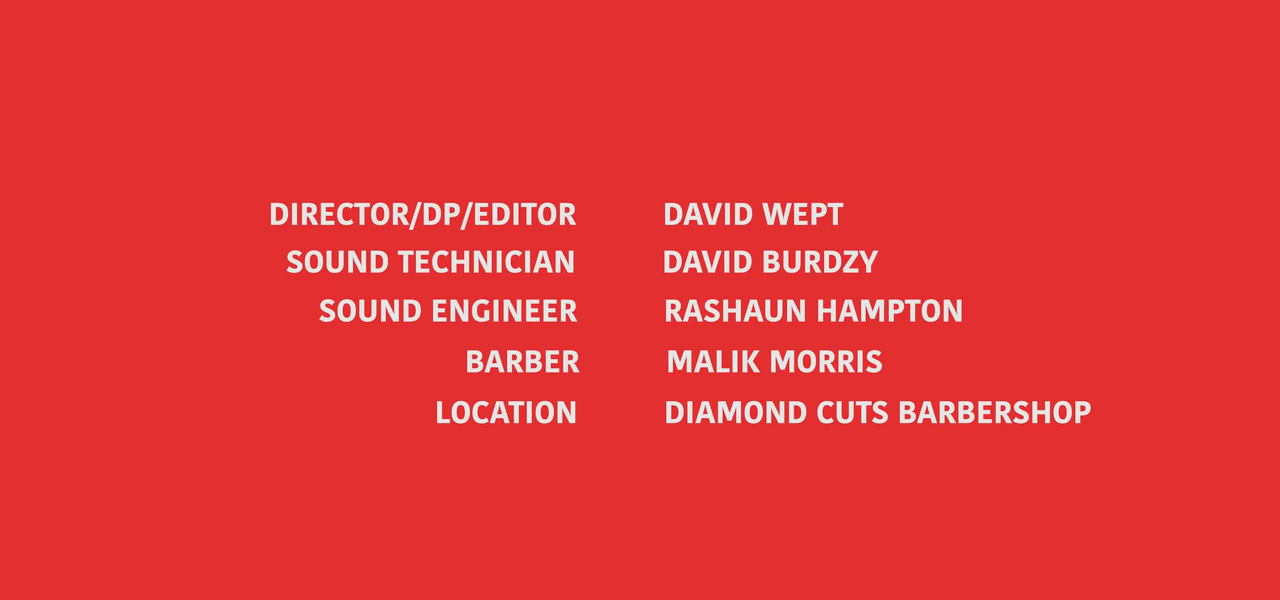 DIRECTOR/DP/EDITOR DAVID WEPT
SOUND TECHNICIAN DAVID BURDZY
SOUND ENGINEER RASHAUN HAMPTON
BARBER MALIK MORRIS
LOCATION DIAMOND CUTS BARBERSHOP